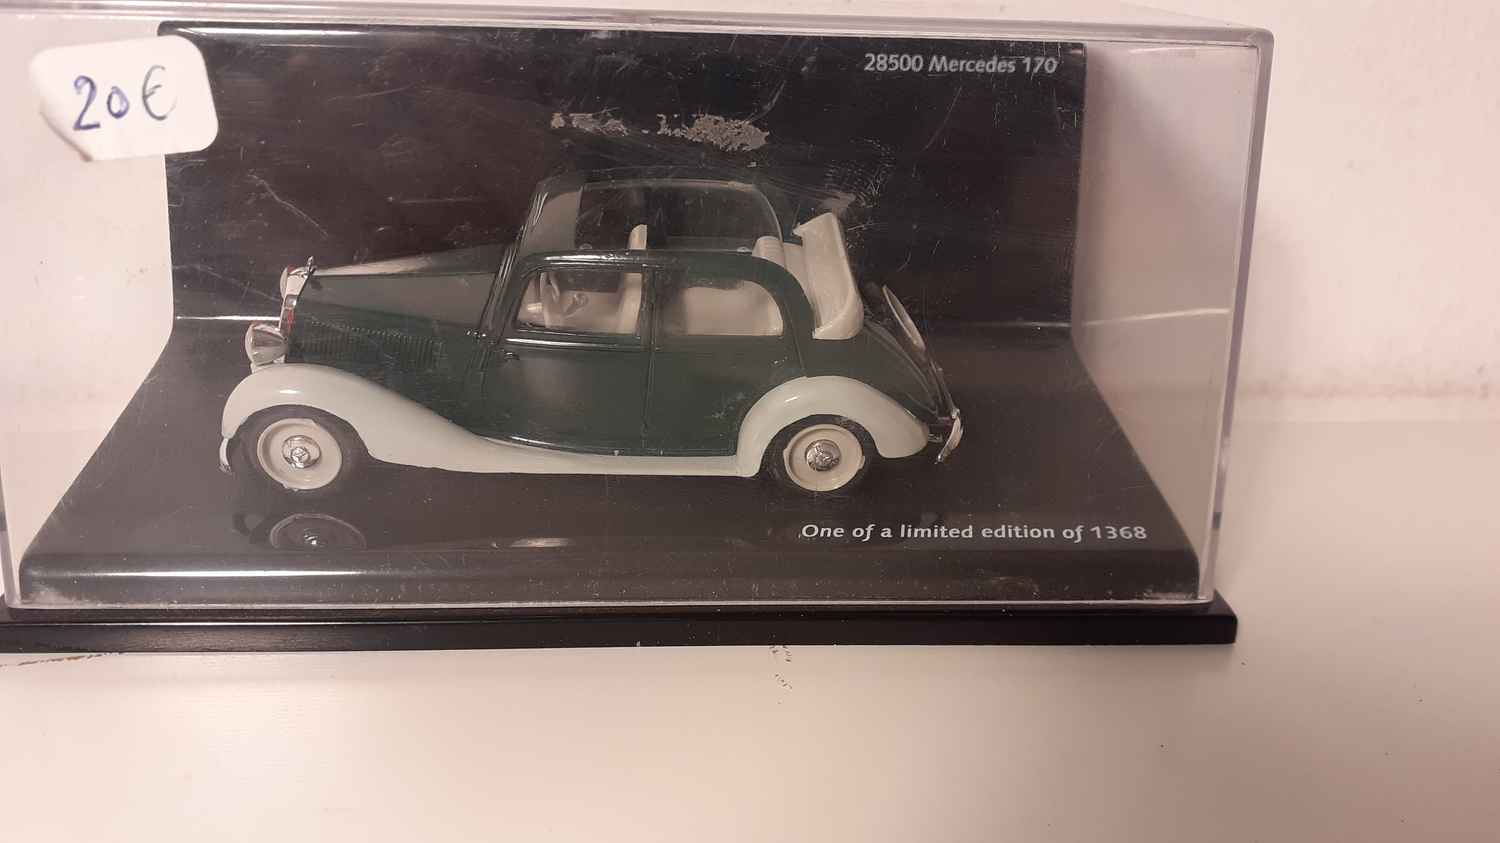 20€
28500 Mercedes 170
One of a limited edition of 1368